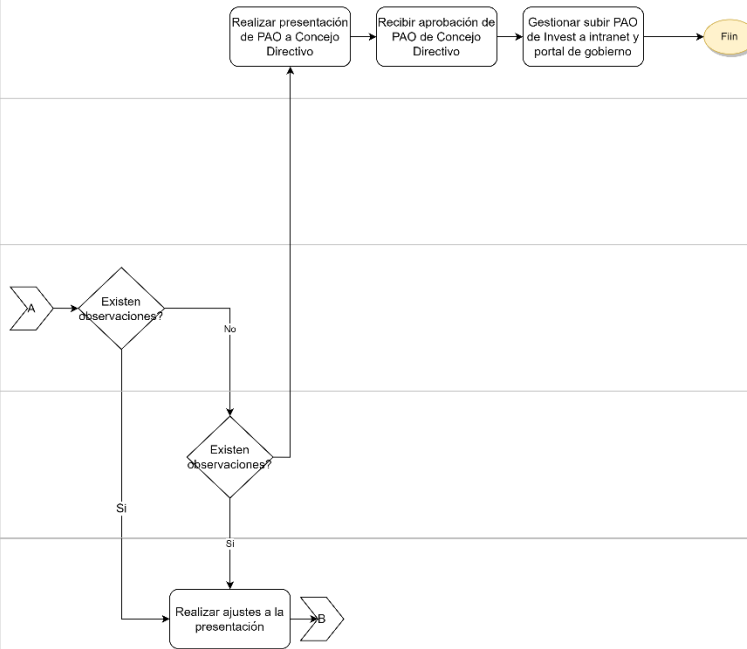 Realizar presentación
de PAO a Concejo
Directivo
Recibir aprobación de
PAO de Concejo
Directivo
Gestionar subir PAO
de Invest a intranet y
portal de gobierno
Fiin
A
Existen
observaciones?
No
Existen
observaciones?
Si
Si
Realizar ajustes a la
presentación
B